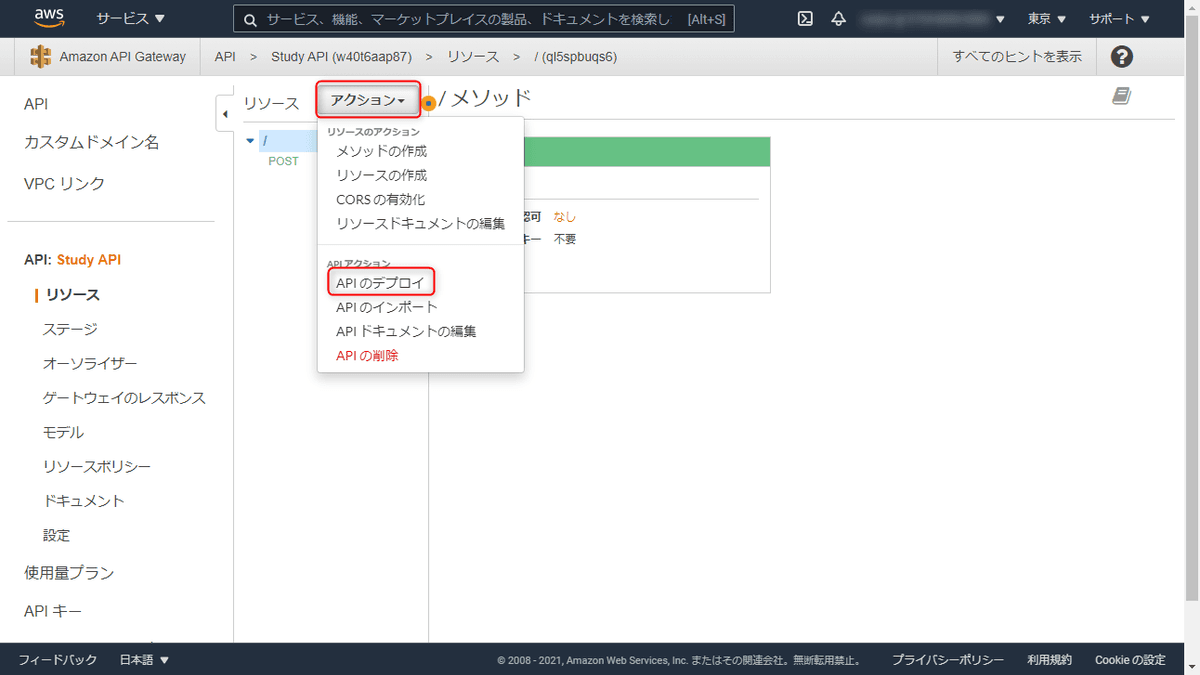 aws サービス ▼ サービス、機能、マーケットプレイスの製品、ドキュメントを検索し [Alt+S] 東京 ▼ サポート ▼
Amazon API Gateway API > Study API (w40t6aap87) > リソース > / (ql5spbuqs6) すべてのヒントを表示 ?
API
カスタムドメイン名
VPC リンク
API: Study API
リソース
ステージ
オーソライザー
ゲートウェイのレスポンス
モデル
リソースポリシー
ドキュメント
設定
使用量プラン
API キー
リソース アクション▾ / メソッド
/
POST
リソースのアクション
メソッドの作成
リソースの作成
CORS の有効化
リソースドキュメントの編集
API アクション
API のデプロイ
API のインポート
API ドキュメントの編集
API の削除
認可 なし
キー 不要
フィードバック 日本語 ▼ © 2008 - 2021, Amazon Web Services, Inc. またはその関連会社。無断転用禁止。 プライバシーポリシー 利用規約 Cookie の設定